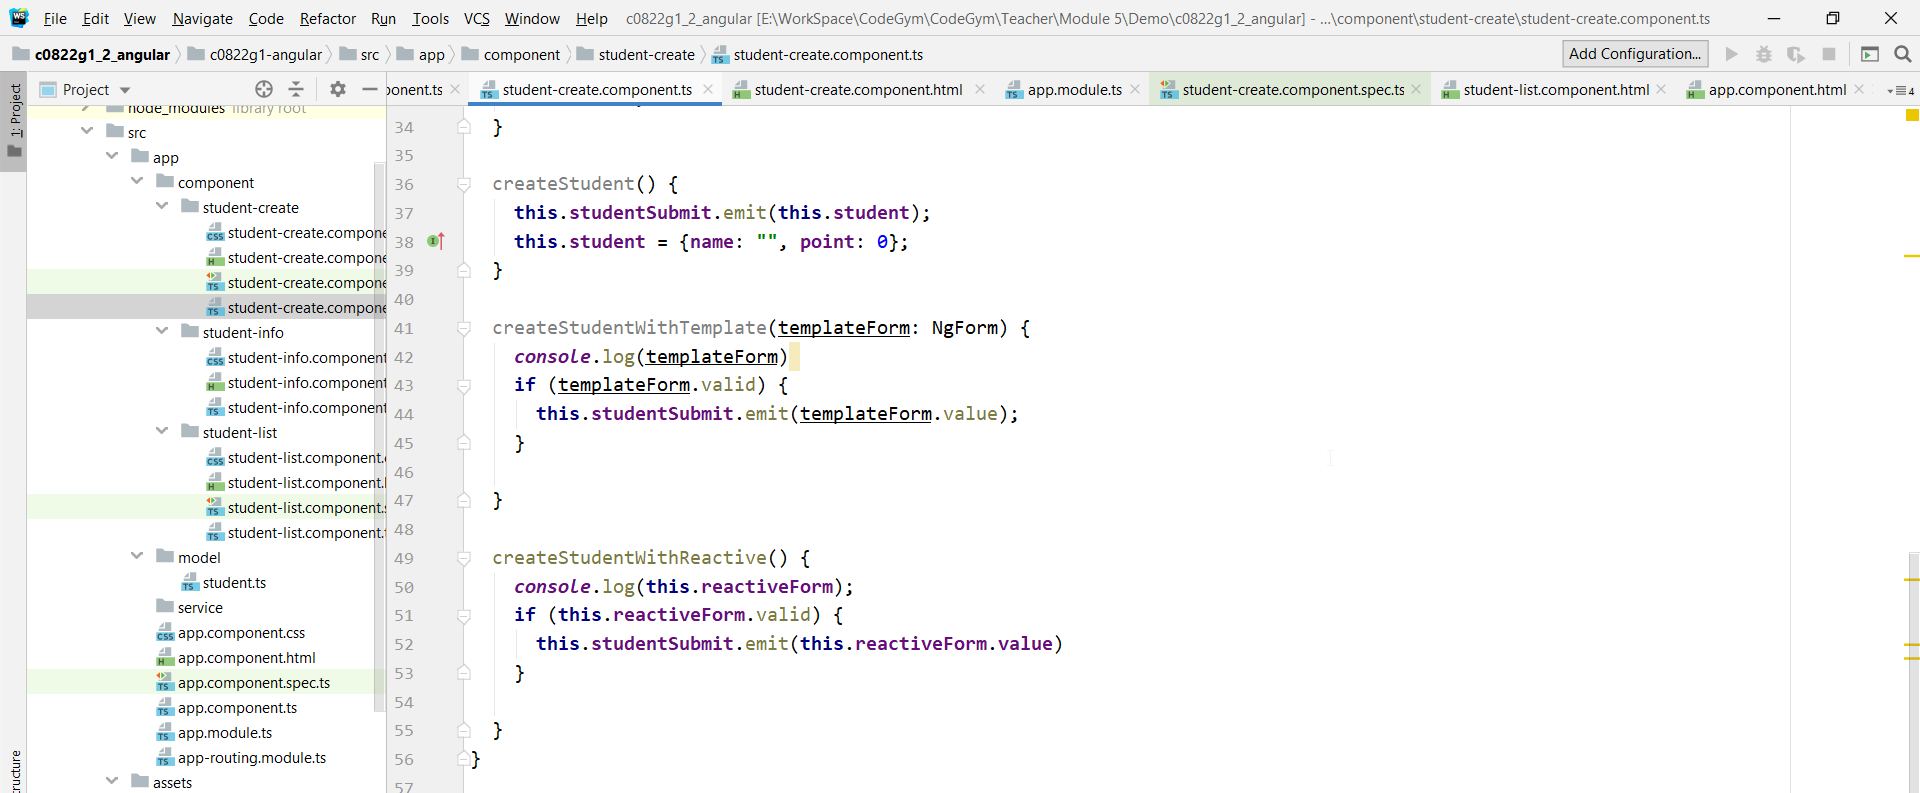 File Edit View Navigate Code Refactor Run Tools VCS Window Help c0822g1_2_angular [E:\WorkSpace\CodeGym\CodeGym\Teacher\Module 5\Demo\c0822g1_2_angular] - ...\component\student-create\student-create.component.ts
c0822g1_2_angular c0822g1-angular src app component student-create student-create.component.ts Add Configuration...
Project onent.ts student-create.component.ts student-create.component.html app.module.ts student-create.component.spec.ts student-list.component.html app.component.html 4
1: Project
node_modules library root
src
app
component
student-create
student-create.compone
student-create.compone
student-create.compone
student-create.compone
student-info
student-info.component
student-info.component
student-info.component
student-list
student-list.component.
student-list.component.
student-list.component.
student-list.component.
model
student.ts
service
app.component.css
app.component.html
app.component.spec.ts
app.component.ts
app.module.ts
app-routing.module.ts
assets
ructure
34 }
35
36 createStudent() {
37 this.studentSubmit.emit(this.student);
38 this.student = {name: "", point: 0};
39 }
40
41 createStudentWithTemplate(templateForm: NgForm) {
42 console.log(templateForm)
43 if (templateForm.valid) {
44 this.studentSubmit.emit(templateForm.value);
45 }
46
47 }
48
49 createStudentWithReactive() {
50 console.log(this.reactiveForm);
51 if (this.reactiveForm.valid) {
52 this.studentSubmit.emit(this.reactiveForm.value)
53 }
54
55 }
56 }
57